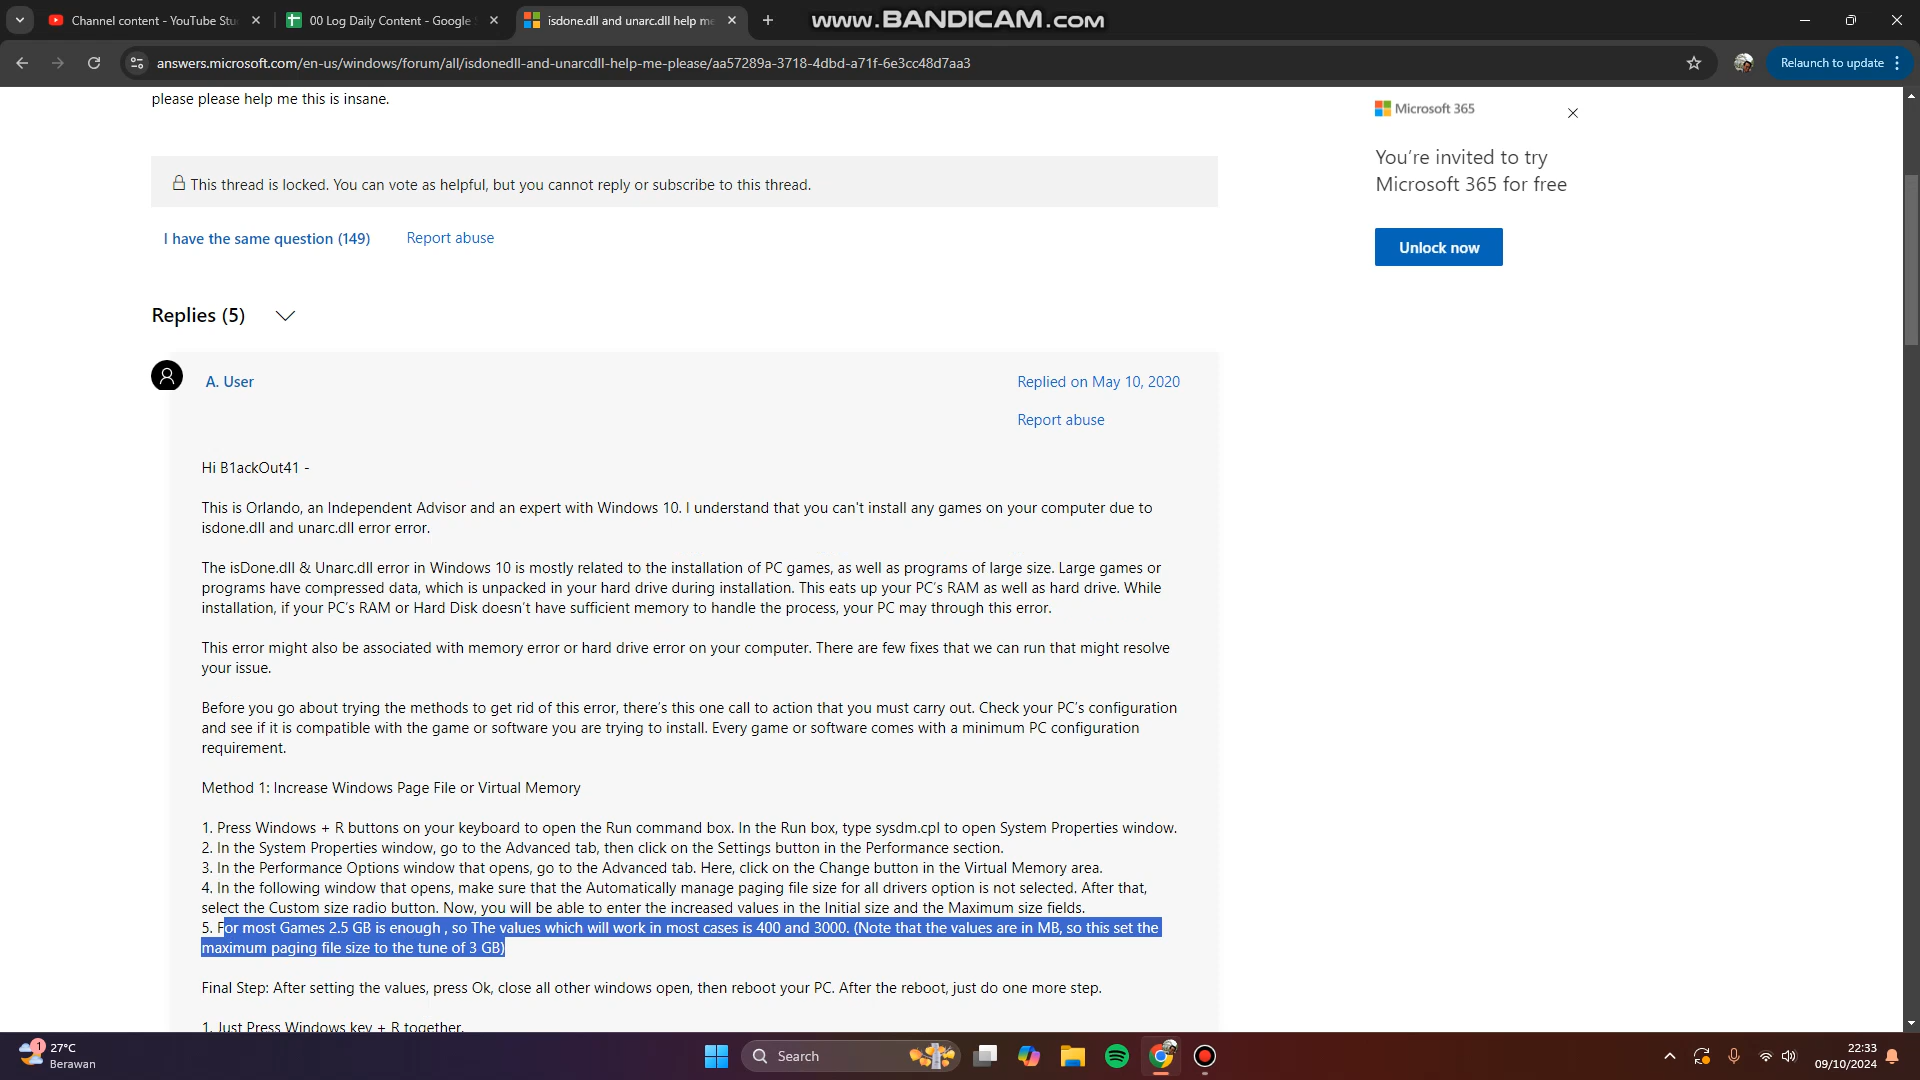 Channel content - YouTube Stu
00 Log Daily Content - Google
isdone.dll and unarc.dll help me
www.BANDICAM.com
answers.microsoft.com/en-us/windows/forum/all/isdonedll-and-unarcdll-help-me-please/aa57289a-3718-4dbd-a71f-6e3cc48d7aa3
Relaunch to update
please please help me this is insane.
This thread is locked. You can vote as helpful, but you cannot reply or subscribe to this thread.
I have the same question (149)
Report abuse
Microsoft 365
You're invited to try
Microsoft 365 for free
Unlock now
Replies (5)
A. User
Replied on May 10, 2020
Report abuse
Hi B1ackOut41 -
This is Orlando, an Independent Advisor and an expert with Windows 10. I understand that you can't install any games on your computer due to
isdone.dll and unarc.dll error error.
The isDone.dll & Unarc.dll error in Windows 10 is mostly related to the installation of PC games, as well as programs of large size. Large games or
programs have compressed data, which is unpacked in your hard drive during installation. This eats up your PC's RAM as well as hard drive. While
installation, if your PC's RAM or Hard Disk doesn't have sufficient memory to handle the process, your PC may through this error.
This error might also be associated with memory error or hard drive error on your computer. There are few fixes that we can run that might resolve
your issue.
Before you go about trying the methods to get rid of this error, there's this one call to action that you must carry out. Check your PC's configuration
and see if it is compatible with the game or software you are trying to install. Every game or software comes with a minimum PC configuration
requirement.
Method 1: Increase Windows Page File or Virtual Memory
1. Press Windows + R buttons on your keyboard to open the Run command box. In the Run box, type sysdm.cpl to open System Properties window.
2. In the System Properties window, go to the Advanced tab, then click on the Settings button in the Performance section.
3. In the Performance Options window that opens, go to the Advanced tab. Here, click on the Change button in the Virtual Memory area.
4. In the following window that opens, make sure that the Automatically manage paging file size for all drivers option is not selected. After that,
select the Custom size radio button. Now, you will be able to enter the increased values in the Initial size and the Maximum size fields.
5. For most Games 2.5 GB is enough , so The values which will work in most cases is 400 and 3000. (Note that the values are in MB, so this set the
maximum paging file size to the tune of 3 GB)
Final Step: After setting the values, press Ok, close all other windows open, then reboot your PC. After the reboot, just do one more step.
1. Just Press Windows key + R together.
1
27°C
Berawan
Search
22:33
09/10/2024